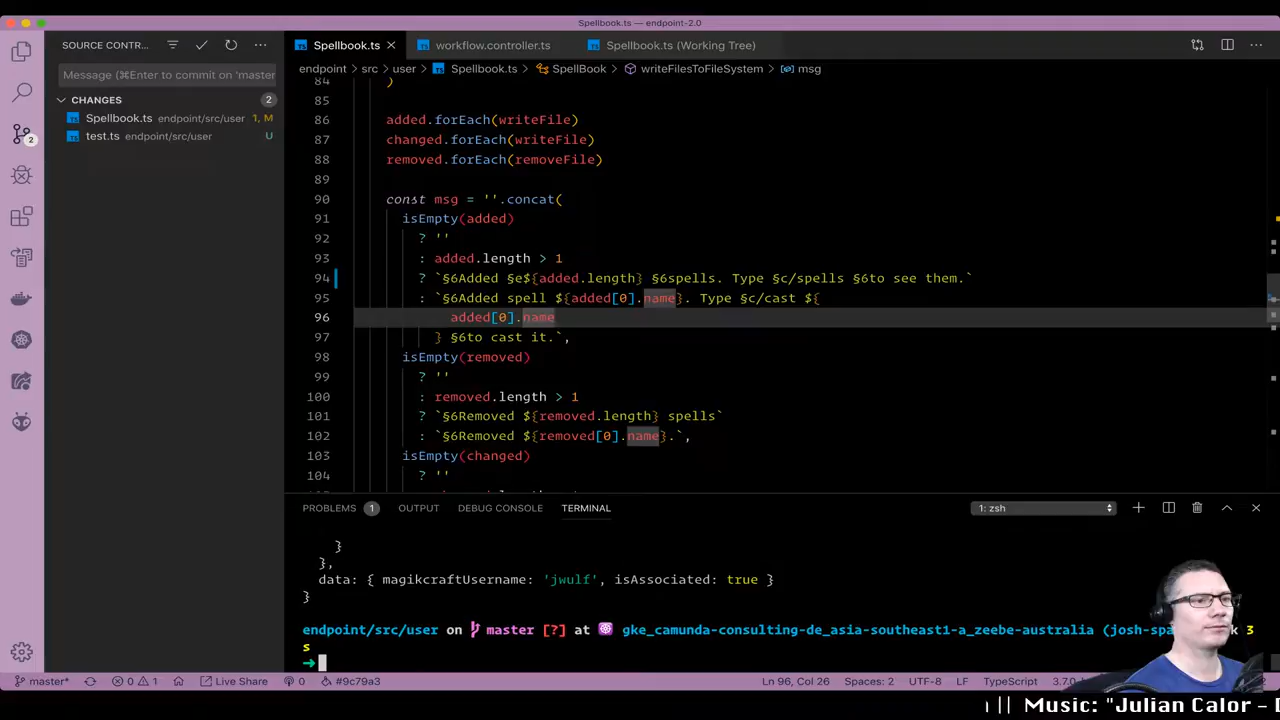 Spellbook.ts — endpoint-2.0
SOURCE CONTR...
Message (⌘Enter to commit on 'master
CHANGES 2
Spellbook.ts endpoint/src/user 1, M
test.ts endpoint/src/user U
2
Spellbook.ts
workflow.controller.ts
Spellbook.ts (Working Tree)
endpoint › src › user › Spellbook.ts › SpellBook › writeFilesToFileSystem › msg
84 )
85
86 added.forEach(writeFile)
87 changed.forEach(writeFile)
88 removed.forEach(removeFile)
89
90 const msg = ''.concat(
91 isEmpty(added)
92 ? ''
93 : added.length > 1
94 ? `§6Added §e${added.length} §6spells. Type §c/spells §6to see them.`
95 : `§6Added spell ${added[0].name}. Type §c/cast ${
96 added[0].name
97 } §6to cast it.`,
98 isEmpty(removed)
99 ? ''
100 : removed.length > 1
101 ? `§6Removed ${removed.length} spells`
102 : `§6Removed ${removed[0].name}.`,
103 isEmpty(changed)
104 ? ''
PROBLEMS 1 OUTPUT DEBUG CONSOLE TERMINAL 1: zsh
}
},
data: { magikcraftUsername: 'jwulf', isAssociated: true }
}
endpoint/src/user on master [?] at gke_camunda-consulting-de_asia-southeast1-a_zeebe-australia (josh-spa k 3
s
➜
master* 0 1 Live Share 0 #9c79a3 Ln 96, Col 26 Spaces: 2 UTF-8 LF TypeScript 3.7.0
|| Music: "Julian Calor -